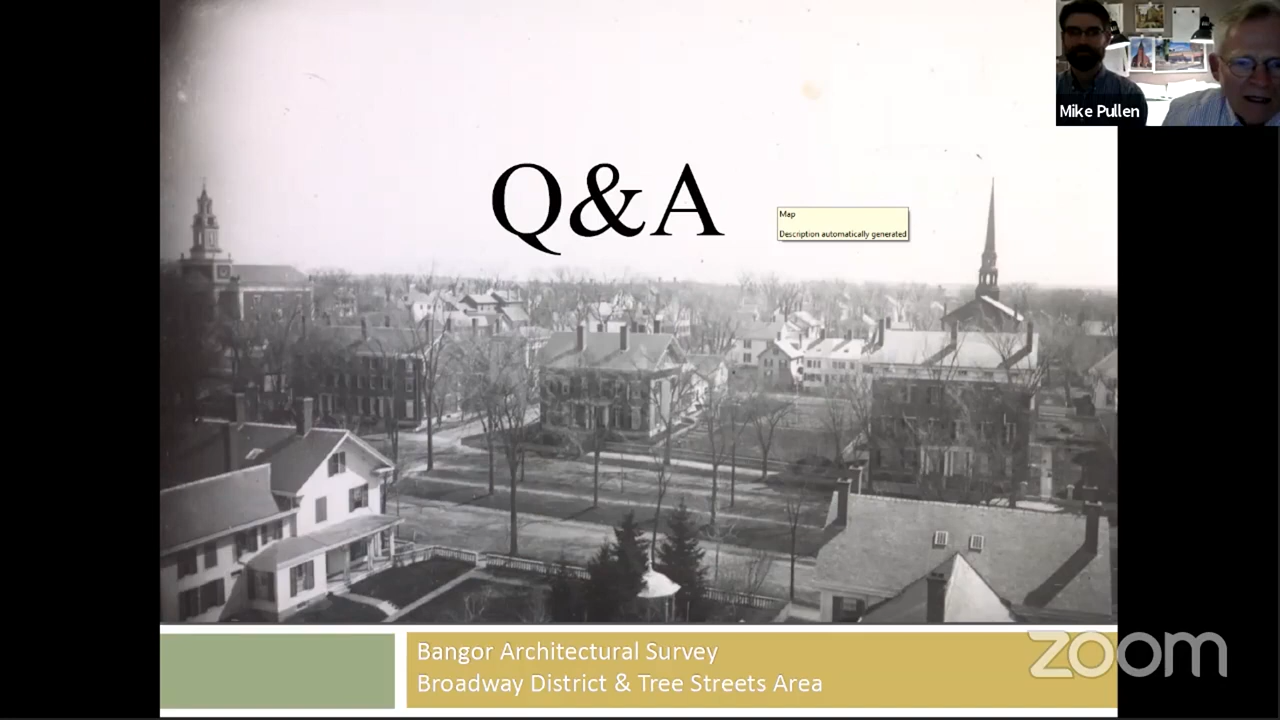 Mike Pullen
Q&A
Map
Description automatically generated
Bangor Architectural Survey
Broadway District & Tree Streets Area
zoom